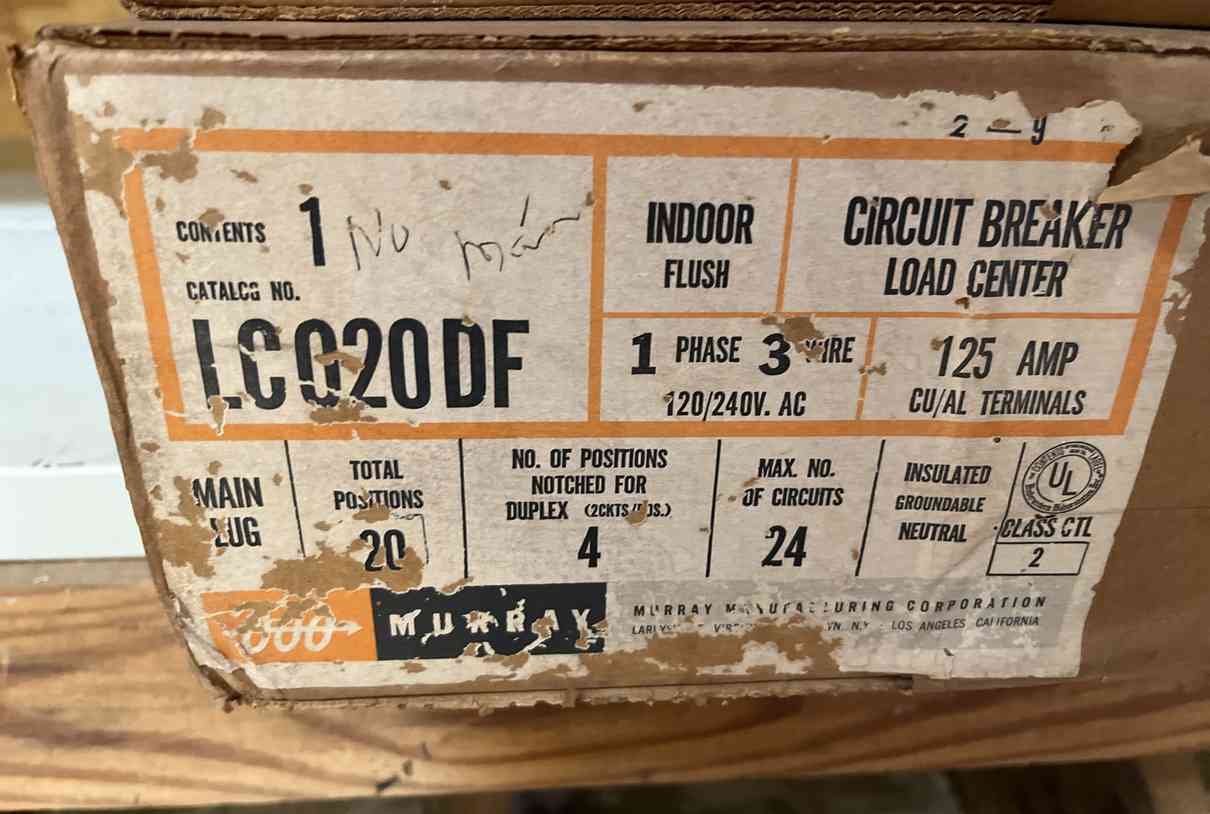 2 — y
CONTENTS 1 No main
CATALOG NO.
LC020DF
INDOOR
FLUSH
CIRCUIT BREAKER
LOAD CENTER
1 PHASE 3 WIRE
120/240V. AC
125 AMP
CU/AL TERMINALS
MAIN
LUG
TOTAL
POSITIONS
20
NO. OF POSITIONS
NOTCHED FOR
DUPLEX (2CKTS/POS.)
4
MAX. NO.
OF CIRCUITS
24
INSULATED
GROUNDABLE
NEUTRAL
UL
CLASS CTL
2
MURRAY
MURRAY MANUFACTURING CORPORATION
N.Y. LOS ANGELES CALIFORNIA